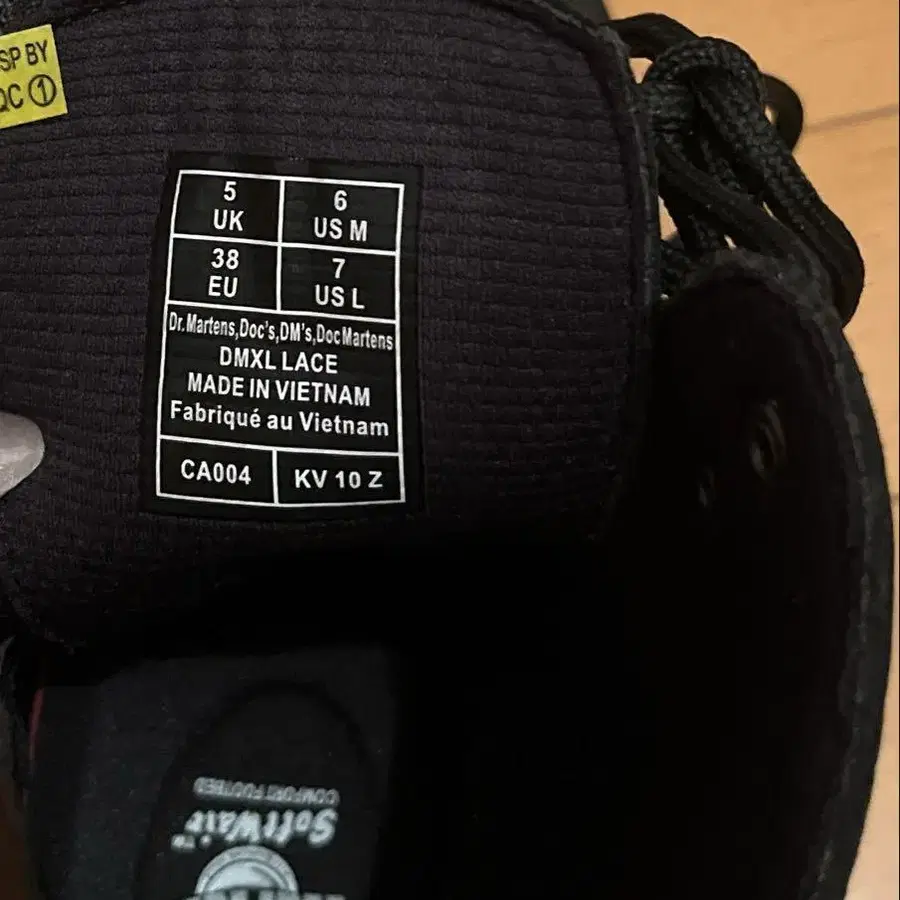 SP BY
QC ①
5
UK
6
US M
38
EU
7
US L
Dr.Martens,Doc's,DM's,DocMartens
DMXL LACE
MADE IN VIETNAM
Fabriqué au Vietnam
CA004
KV 10 Z
COMFORT FOOTBED
SoftWair™